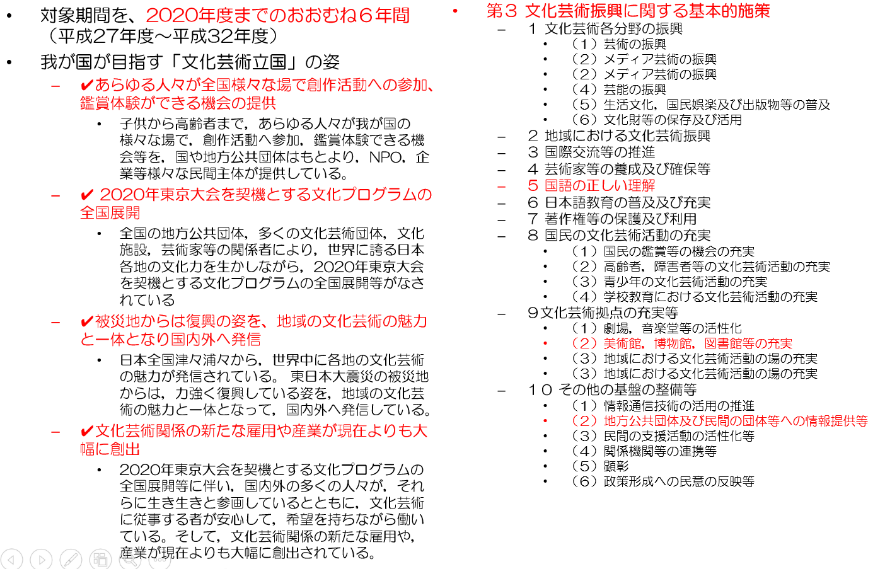 • 対象期間を、2020年度までのおおむね６年間
（平成27年度～平成32年度）
• 我が国が目指す「文化芸術立国」の姿
– ✔あらゆる人々が全国様々な場で創作活動への参加、
鑑賞体験ができる機会の提供
• 子供から高齢者まで，あらゆる人々が我が国の
様々な場で，創作活動へ参加，鑑賞体験できる機
会等を，国や地方公共団体はもとより，NPO，企
業等様々な民間主体が提供している。
– ✔ 2020年東京大会を契機とする文化プログラムの
全国展開
• 全国の地方公共団体，多くの文化芸術団体，文化
施設，芸術家等の関係者により，世界に誇る日本
各地の文化力を生かしながら，2020年東京大会
を契機とする文化プログラムの全国展開等がなさ
れている
– ✔被災地からは復興の姿を、地域の文化芸術の魅力
と一体となり国内外へ発信
• 日本全国津々浦々から，世界中に各地の文化芸術
の魅力が発信されている。 東日本大震災の被災地
からは，力強く復興している姿を，地域の文化芸
術の魅力と一体となって，国内外へ発信している。
– ✔文化芸術関係の新たな雇用や産業が現在よりも大
幅に創出
• 2020年東京大会を契機とする文化プログラムの
全国展開等に伴い，国内外の多くの人々が，それ
らに生き生きと参画しているとともに，文化芸術
に従事する者が安心して，希望を持ちながら働い
ている。そして，文化芸術関係の新たな雇用や，
産業が現在よりも大幅に創出されている。
• 第３ 文化芸術振興に関する基本的施策
– １ 文化芸術各分野の振興
• （１）芸術の振興
• （２）メディア芸術の振興
• （２）メディア芸術の振興
• （４）芸能の振興
• （５）生活文化，国民娯楽及び出版物等の普及
• （６）文化財等の保存及び活用
– ２ 地域における文化芸術振興
– ３ 国際交流等の推進
– ４ 芸術家等の養成及び確保等
– ５ 国語の正しい理解
– ６ 日本語教育の普及及び充実
– ７ 著作権等の保護及び利用
– ８ 国民の文化芸術活動の充実
• （１）国民の鑑賞等の機会の充実
• （２）高齢者，障害者等の文化芸術活動の充実
• （３）青少年の文化芸術活動の充実
• （４）学校教育における文化芸術活動の充実
– ９文化芸術拠点の充実等
• （１）劇場，音楽堂等の活性化
• （２）美術館，博物館，図書館等の充実
• （３）地域における文化芸術活動の場の充実
• （３）地域における文化芸術活動の場の充実
– １０ その他の基盤の整備等
• （１）情報通信技術の活用の推進
• （２）地方公共団体及び民間の団体等への情報提供等
• （３）民間の支援活動の活性化等
• （４）関係機関等の連携等
• （５）顕彰
• （６）政策形成への民意の反映等